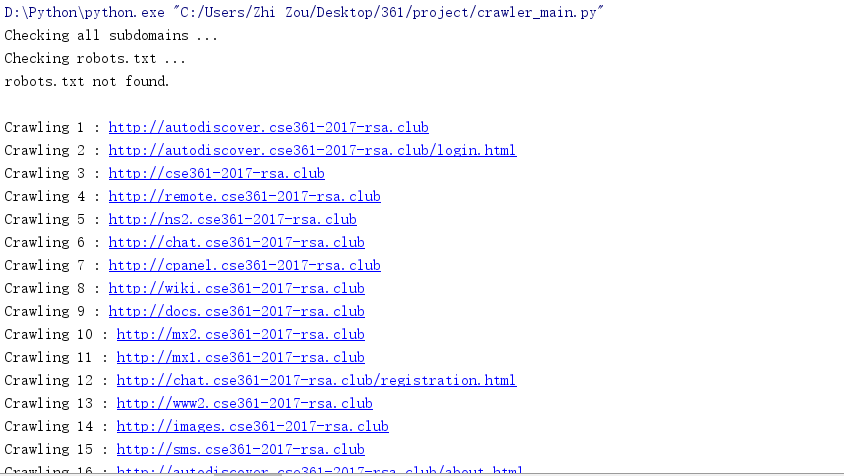 D:\Python\python.exe "C:/Users/Zhi Zou/Desktop/361/project/crawler_main.py"
Checking all subdomains ...
Checking robots.txt ...
robots.txt not found.
Crawling 1 : http://autodiscover.cse361-2017-rsa.club
Crawling 2 : http://autodiscover.cse361-2017-rsa.club/login.html
Crawling 3 : http://cse361-2017-rsa.club
Crawling 4 : http://remote.cse361-2017-rsa.club
Crawling 5 : http://ns2.cse361-2017-rsa.club
Crawling 6 : http://chat.cse361-2017-rsa.club
Crawling 7 : http://cpanel.cse361-2017-rsa.club
Crawling 8 : http://wiki.cse361-2017-rsa.club
Crawling 9 : http://docs.cse361-2017-rsa.club
Crawling 10 : http://mx2.cse361-2017-rsa.club
Crawling 11 : http://mx1.cse361-2017-rsa.club
Crawling 12 : http://chat.cse361-2017-rsa.club/registration.html
Crawling 13 : http://www2.cse361-2017-rsa.club
Crawling 14 : http://images.cse361-2017-rsa.club
Crawling 15 : http://sms.cse361-2017-rsa.club
Crawling 16 : http://autodiscover.cse361-2017-rsa.club/about.html